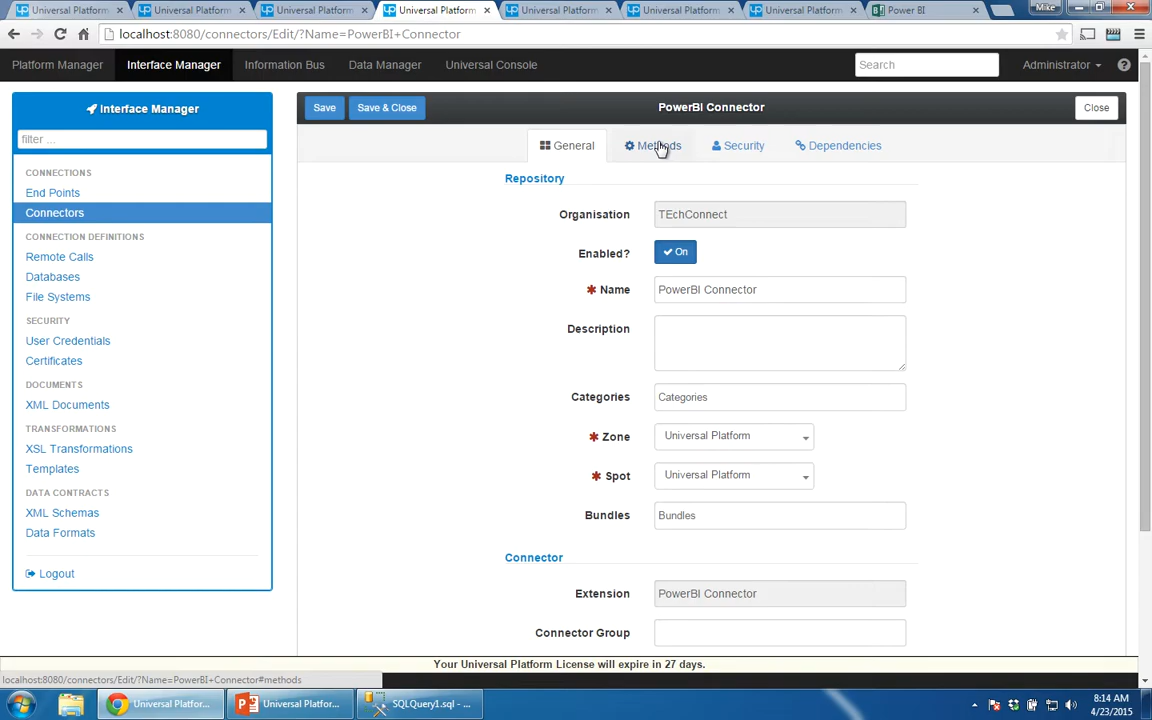 Universal Platform
Universal Platform
Universal Platform
Universal Platform
Universal Platform
Universal Platform
Universal Platform
Power BI
Mike
localhost:8080/connectors/Edit/?Name=PowerBI+Connector
Platform Manager
Interface Manager
Information Bus
Data Manager
Universal Console
Search
Administrator
Interface Manager
filter ...
CONNECTIONS
End Points
Connectors
CONNECTION DEFINITIONS
Remote Calls
Databases
File Systems
SECURITY
User Credentials
Certificates
DOCUMENTS
XML Documents
TRANSFORMATIONS
XSL Transformations
Templates
DATA CONTRACTS
XML Schemas
Data Formats
Logout
Save
Save & Close
PowerBI Connector
Close
General
Methods
Security
Dependencies
Repository
Organisation
TEchConnect
Enabled?
On
Name
PowerBI Connector
Description
Categories
Categories
Zone
Universal Platform
Spot
Universal Platform
Bundles
Bundles
Connector
Extension
PowerBI Connector
Connector Group
Your Universal Platform License will expire in 27 days.
localhost:8080/connectors/Edit/?Name=PowerBI+Connector#methods
Universal Platfor...
Universal Platfor...
SQLQuery1.sql - ...
8:14 AM
4/23/2015